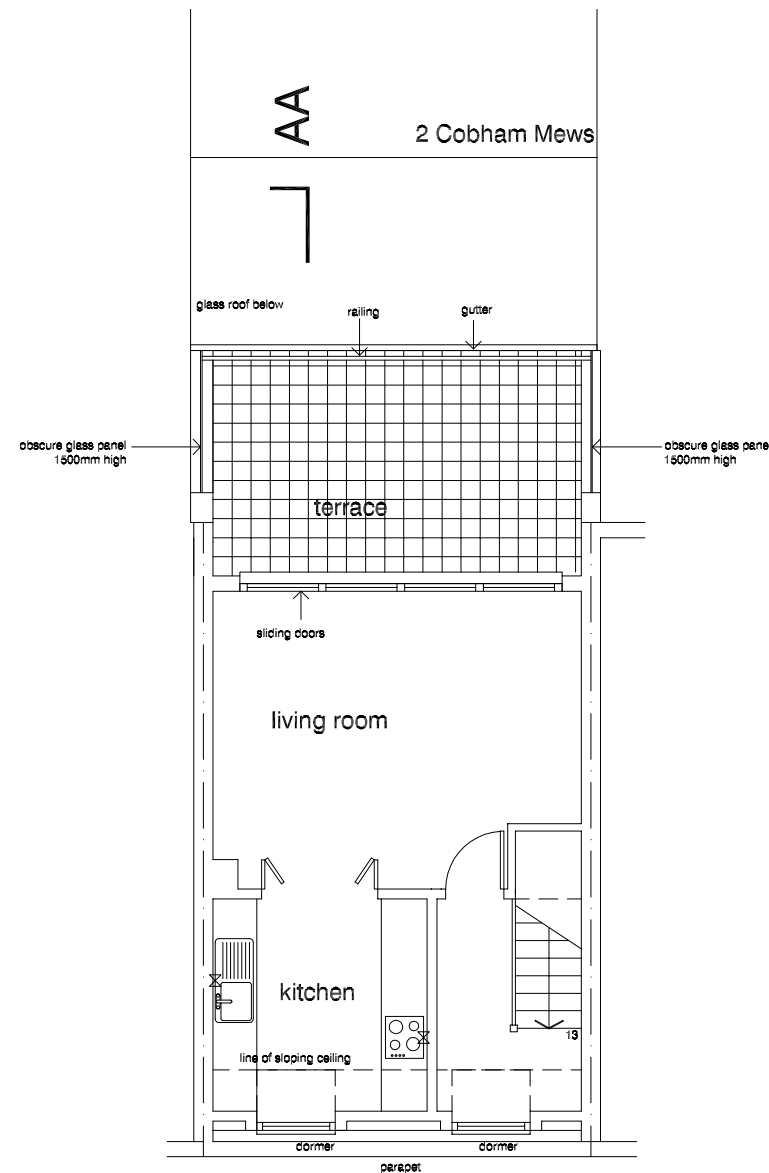 AA
2 Cobham Mews
glass roof below
railing
gutter
obscure glass panel
1500mm high
obscure glass pane
1500mm high
terrace
sliding doors
living room
kitchen
13
line of sloping ceiling
dormer
dormer
parapet